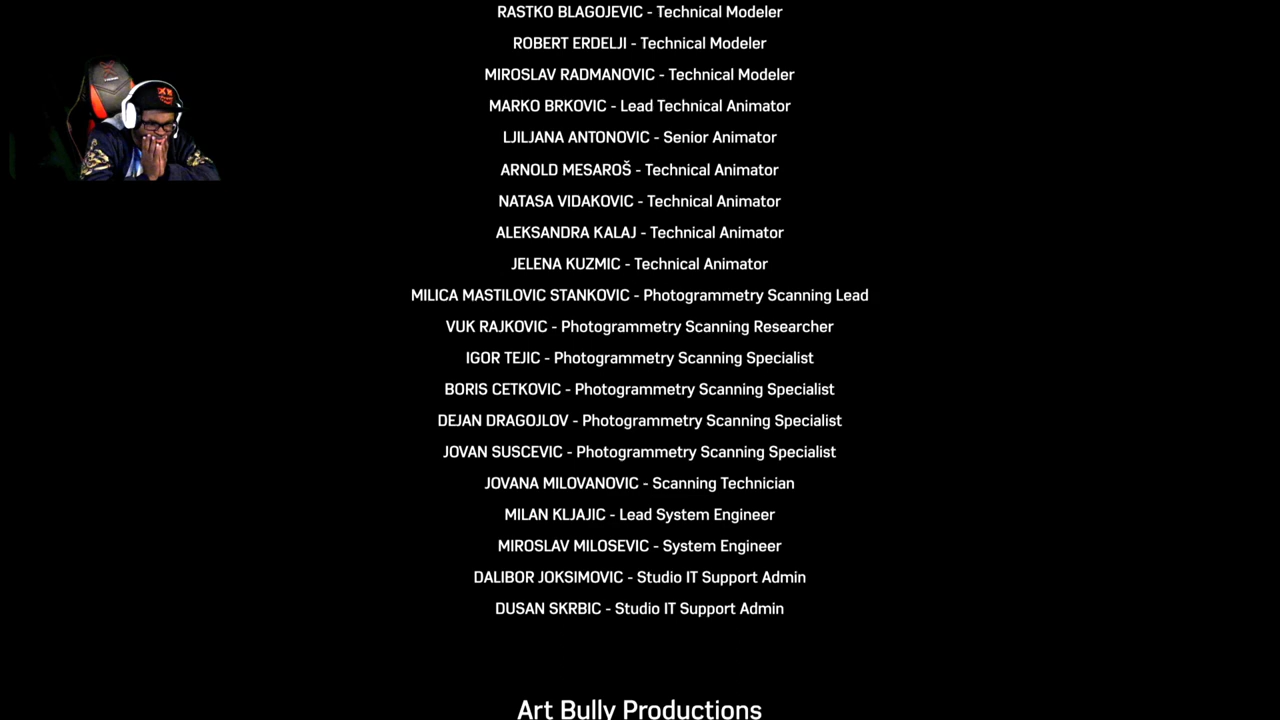 RASTKO BLAGOJEVIC - Technical Modeler
ROBERT ERDELJI - Technical Modeler
MIROSLAV RADMANOVIC - Technical Modeler
MARKO BRKOVIC - Lead Technical Animator
LJILJANA ANTONOVIC - Senior Animator
ARNOLD MESAROŠ - Technical Animator
NATASA VIDAKOVIC - Technical Animator
ALEKSANDRA KALAJ - Technical Animator
JELENA KUZMIC - Technical Animator
MILICA MASTILOVIC STANKOVIC - Photogrammetry Scanning Lead
VUK RAJKOVIC - Photogrammetry Scanning Researcher
IGOR TEJIC - Photogrammetry Scanning Specialist
BORIS CETKOVIC - Photogrammetry Scanning Specialist
DEJAN DRAGOJLOV - Photogrammetry Scanning Specialist
JOVAN SUSCEVIC - Photogrammetry Scanning Specialist
JOVANA MILOVANOVIC - Scanning Technician
MILAN KLJAJIC - Lead System Engineer
MIROSLAV MILOSEVIC - System Engineer
DALIBOR JOKSIMOVIC - Studio IT Support Admin
DUSAN SKRBIC - Studio IT Support Admin
Art Bully Productions